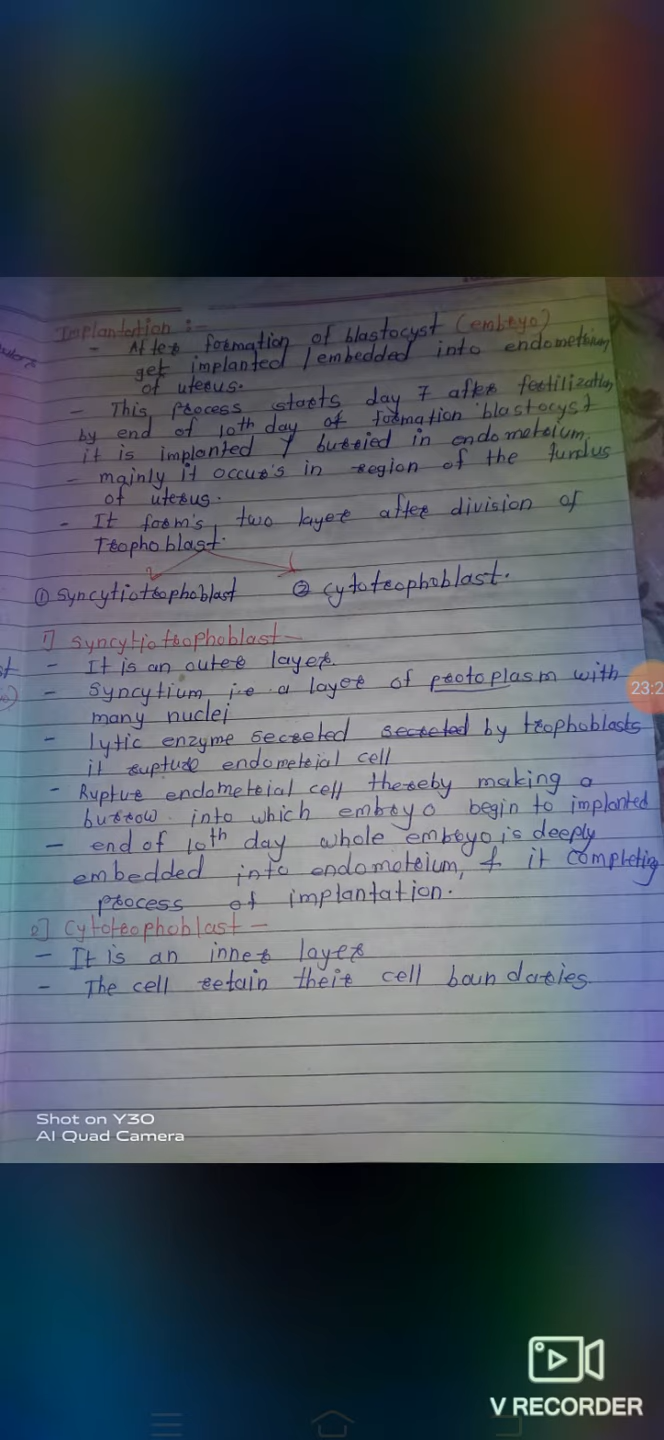 Implantation :-
- After formation of blastocyst (embryo)
get implanted / embedded into endometrium
of uterus.
- This process starts day 7 after fertilization
by end of 10th day of formation blastocyst
it is implanted / burried in endometrium
- mainly it occur's in region of the fundus
of uterus.
- It form's two layer after division of
Trophoblast.
① Syncytiotrophoblast ② cytotrophoblast.
1) Syncytiotrophoblast -
- It is an outer layer.
- Syncytium i.e a layer of protoplasm with
many nuclei
- lytic enzyme secreted secreted by trophoblasts
it rupture endometrial cell
- Rupture endometrial cell thereby making a
burrow into which embryo begin to implanted
- end of 10th day whole embryo is deeply
embedded into endometrium, & it completing
process of implantation.
2] Cytotrophoblast -
- It is an inner layer
- The cell retain their cell boundaries.
23:2
Shot on Y30
AI Quad Camera
V RECORDER